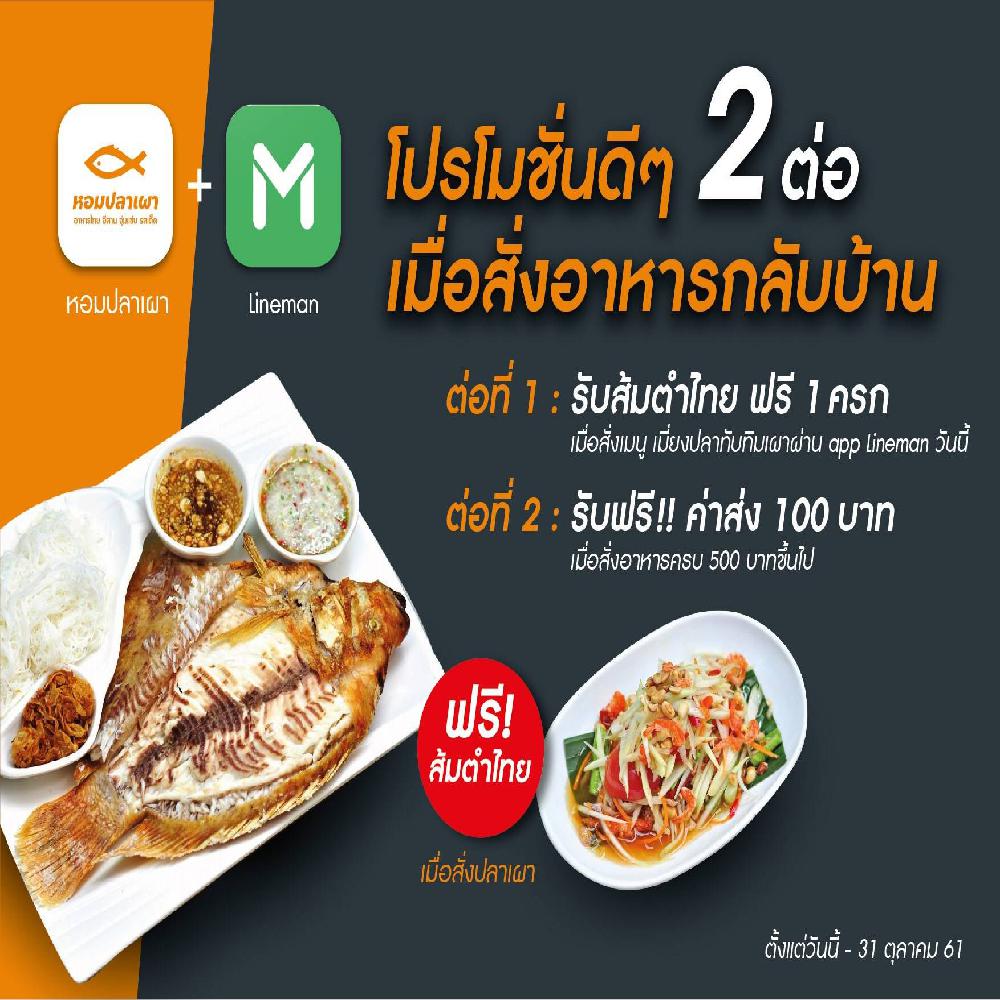 หอมปลาเผา
อาหารไทย อีสาน จุ่มแซ่บ รสเด็ด
+
M
หอมปลาเผา
Lineman
โปรโมชั่นดีๆ 2 ต่อ
เมื่อสั่งอาหารกลับบ้าน
ต่อที่ 1 : รับส้มตำไทย ฟรี 1 ครก
เมื่อสั่งเมนู เมี่ยงปลาทับทิมเผาผ่าน app Lineman วันนี้
ต่อที่ 2 : รับฟรี!! ค่าส่ง 100 บาท
เมื่อสั่งอาหารครบ 500 บาทขึ้นไป
ฟรี!
ส้มตำไทย
เมื่อสั่งปลาเผา
ตั้งแต่วันนี้ - 31 ตุลาคม 61